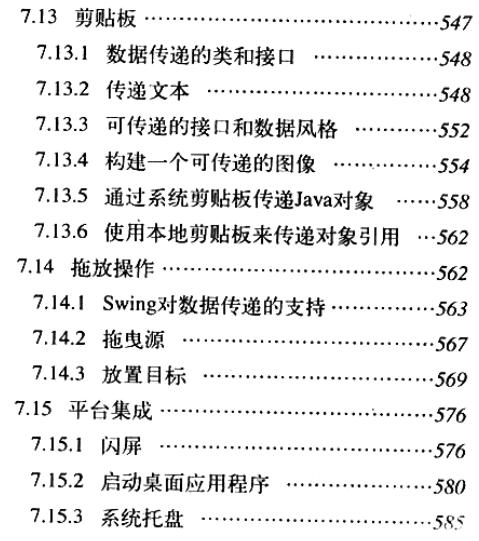 7.13 剪贴板 ……………………………………547
7.13.1 数据传递的类和接口 ………………548
7.13.2 传递文本 ……………………………548
7.13.3 可传递的接口和数据风格 …………552
7.13.4 构建一个可传递的图像 ……………554
7.13.5 通过系统剪贴板传递Java对象 ……558
7.13.6 使用本地剪贴板来传递对象引用 …562
7.14 拖放操作 …………………………………562
7.14.1 Swing对数据传递的支持 ……………563
7.14.2 拖曳源 ………………………………567
7.14.3 放置目标 ……………………………569
7.15 平台集成 …………………………………576
7.15.1 闪屏 …………………………………576
7.15.2 启动桌面应用程序 …………………580
7.15.3 系统托盘 ……………………………585